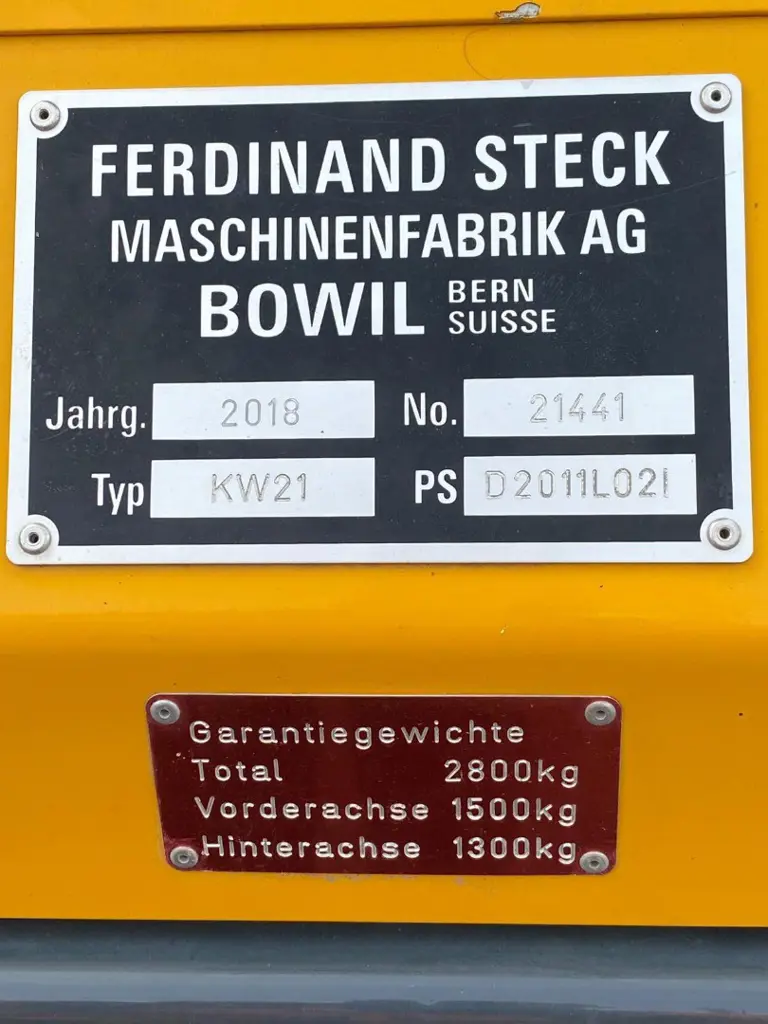 FERDINAND STECK
MASCHINENFABRIK AG
BOWIL BERN SUISSE
Jahrg. 2018 No. 21441
Typ KW21 PS D2011L02I
Garantiegewichte
Total 2800kg
Vorderachse 1500kg
Hinterachse 1300kg